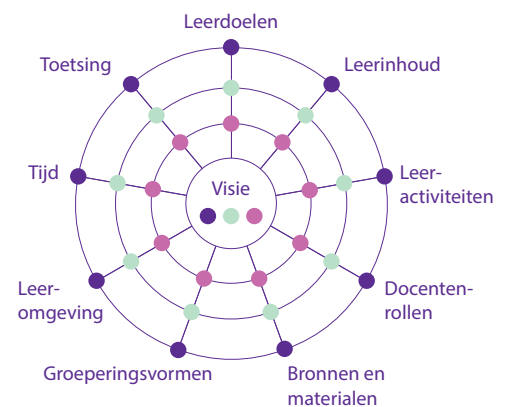 Leerdoelen
Leerinhoud
Leer-
activiteiten
Docenten-
rollen
Bronnen en
materialen
Groeperingsvormen
Leer-
omgeving
Tijd
Toetsing
Visie